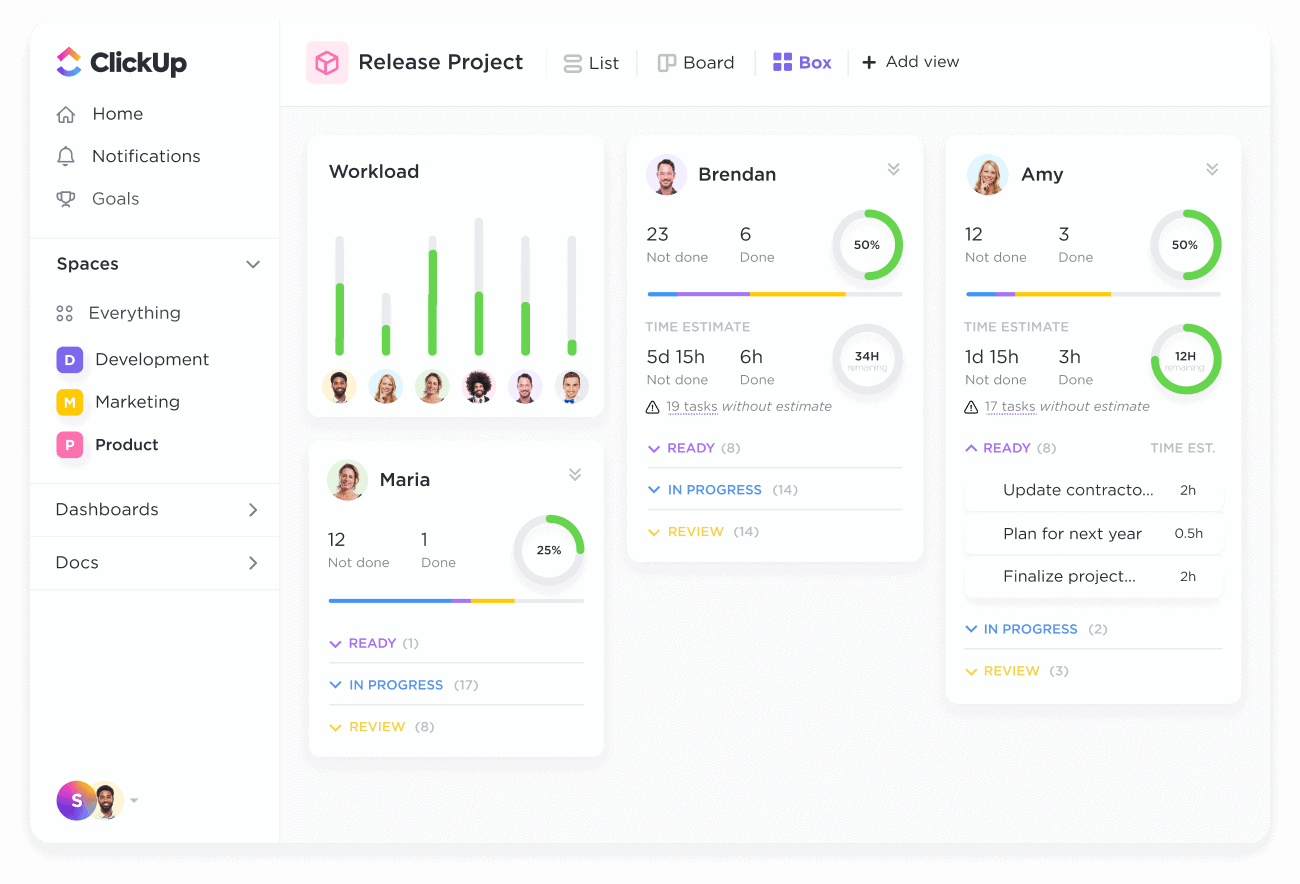 ClickUp
Home
Notifications
Goals
Spaces
Everything
D Development
M Marketing
P Product
Dashboards
Docs
S
Release Project List Board Box + Add view
Workload
Maria
12 1
Not done Done
25%
READY (1)
IN PROGRESS (17)
REVIEW (8)
Brendan
23 6
Not done Done
50%
TIME ESTIMATE
5d 15h 6h
Not done Done
34H
remaining
19 tasks without estimate
READY (8)
IN PROGRESS (14)
REVIEW (14)
Amy
12 3
Not done Done
50%
TIME ESTIMATE
1d 15h 3h
Not done Done
12H
remaining
17 tasks without estimate
READY (8) TIME EST.
Update contracto... 2h
Plan for next year 0.5h
Finalize project... 2h
IN PROGRESS (2)
REVIEW (3)